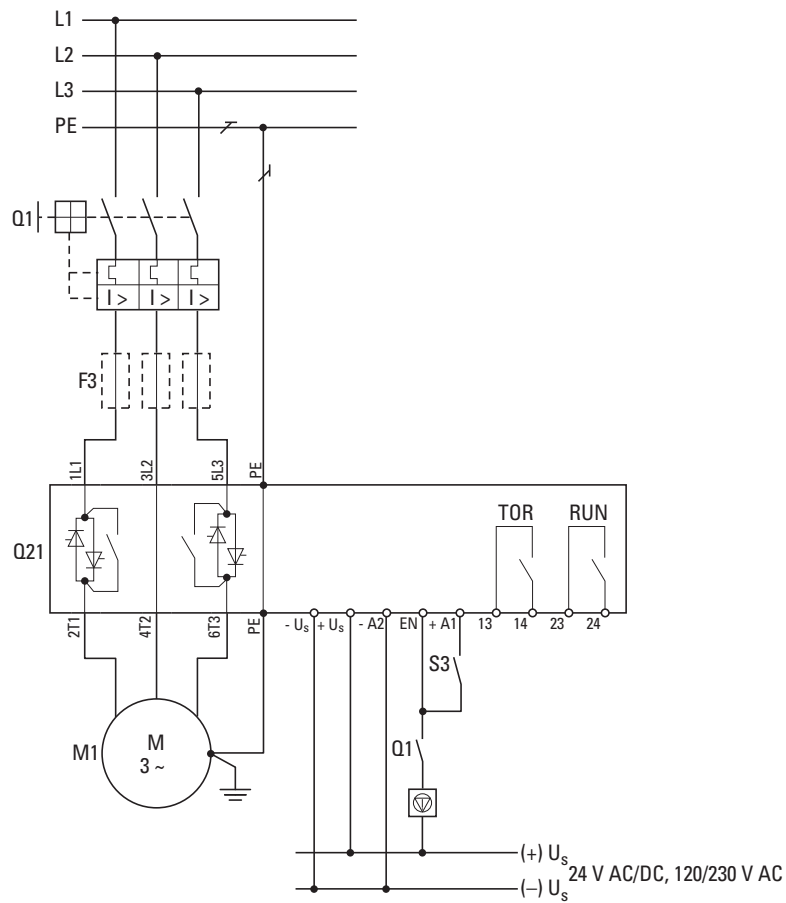 L1
L2
L3
PE
Q1
I > I > I >
F3
1L1 3L2 5L3 PE
TOR RUN
Q21
2T1 4T2 6T3 PE
- Us + Us - A2 EN + A1 13 14 23 24
S3
M1
M
3 ~
Q1
(+) Us
24 V AC/DC, 120/230 V AC
(–) Us